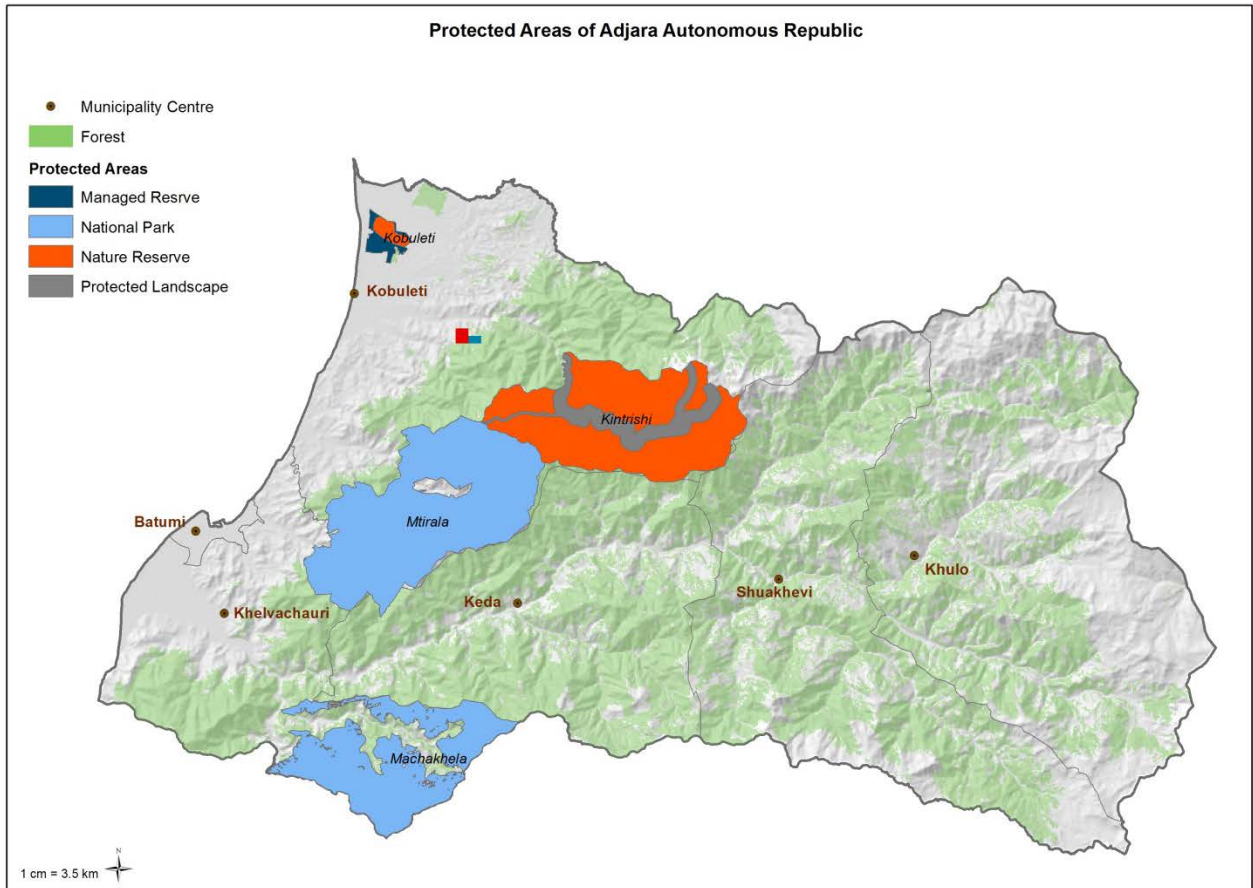 Protected Areas of Adjara Autonomous Republic
Municipality Centre
Forest
Protected Areas
Managed Resrve
National Park
Nature Reserve
Protected Landscape
Kobuleti
Kobuleti
Kintrishi
Mtirala
Batumi
Khulo
Shuakhevi
Keda
Khelvachauri
Machakhela
1 cm = 3.5 km